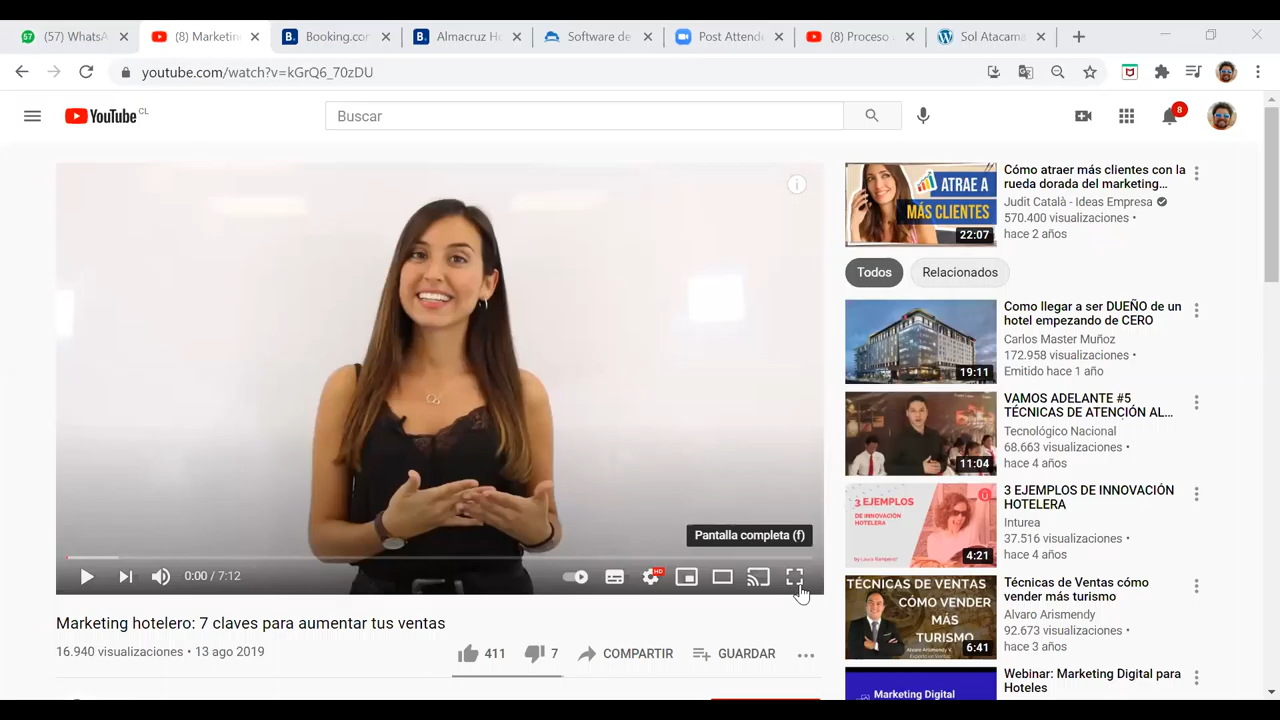 (57) WhatsA
(8) Marketin
Booking.com
Almacruz Ho
Software de
Post Attende
(8) Proceso
Sol Atacama
youtube.com/watch?v=kGrQ6_70zDU
YouTube CL
Buscar
8
ATRAE A
MÁS CLIENTES
22:07
Cómo atraer más clientes con la
rueda dorada del marketing...
Judit Català - Ideas Empresa
570.400 visualizaciones •
hace 2 años
Todos
Relacionados
19:11
Como llegar a ser DUEÑO de un
hotel empezando de CERO
Carlos Master Muñoz
172.958 visualizaciones •
Emitido hace 1 año
11:04
VAMOS ADELANTE #5
TÉCNICAS DE ATENCIÓN AL...
Tecnológico Nacional
68.663 visualizaciones •
hace 4 años
3 EJEMPLOS
DE INNOVACIÓN
HOTELERA
4:21
3 EJEMPLOS DE INNOVACIÓN
HOTELERA
Inturea
37.516 visualizaciones •
hace 4 años
TÉCNICAS DE VENTAS
CÓMO VENDER
MÁS
TURISMO
Alvaro Arismendy V.
6:41
Técnicas de Ventas cómo
vender más turismo
Alvaro Arismendy
92.673 visualizaciones •
hace 3 años
Marketing Digital
Webinar: Marketing Digital para
Hoteles
Pantalla completa (f)
0:00 / 7:12
HD
Marketing hotelero: 7 claves para aumentar tus ventas
16.940 visualizaciones • 13 ago 2019
411
7
COMPARTIR
GUARDAR